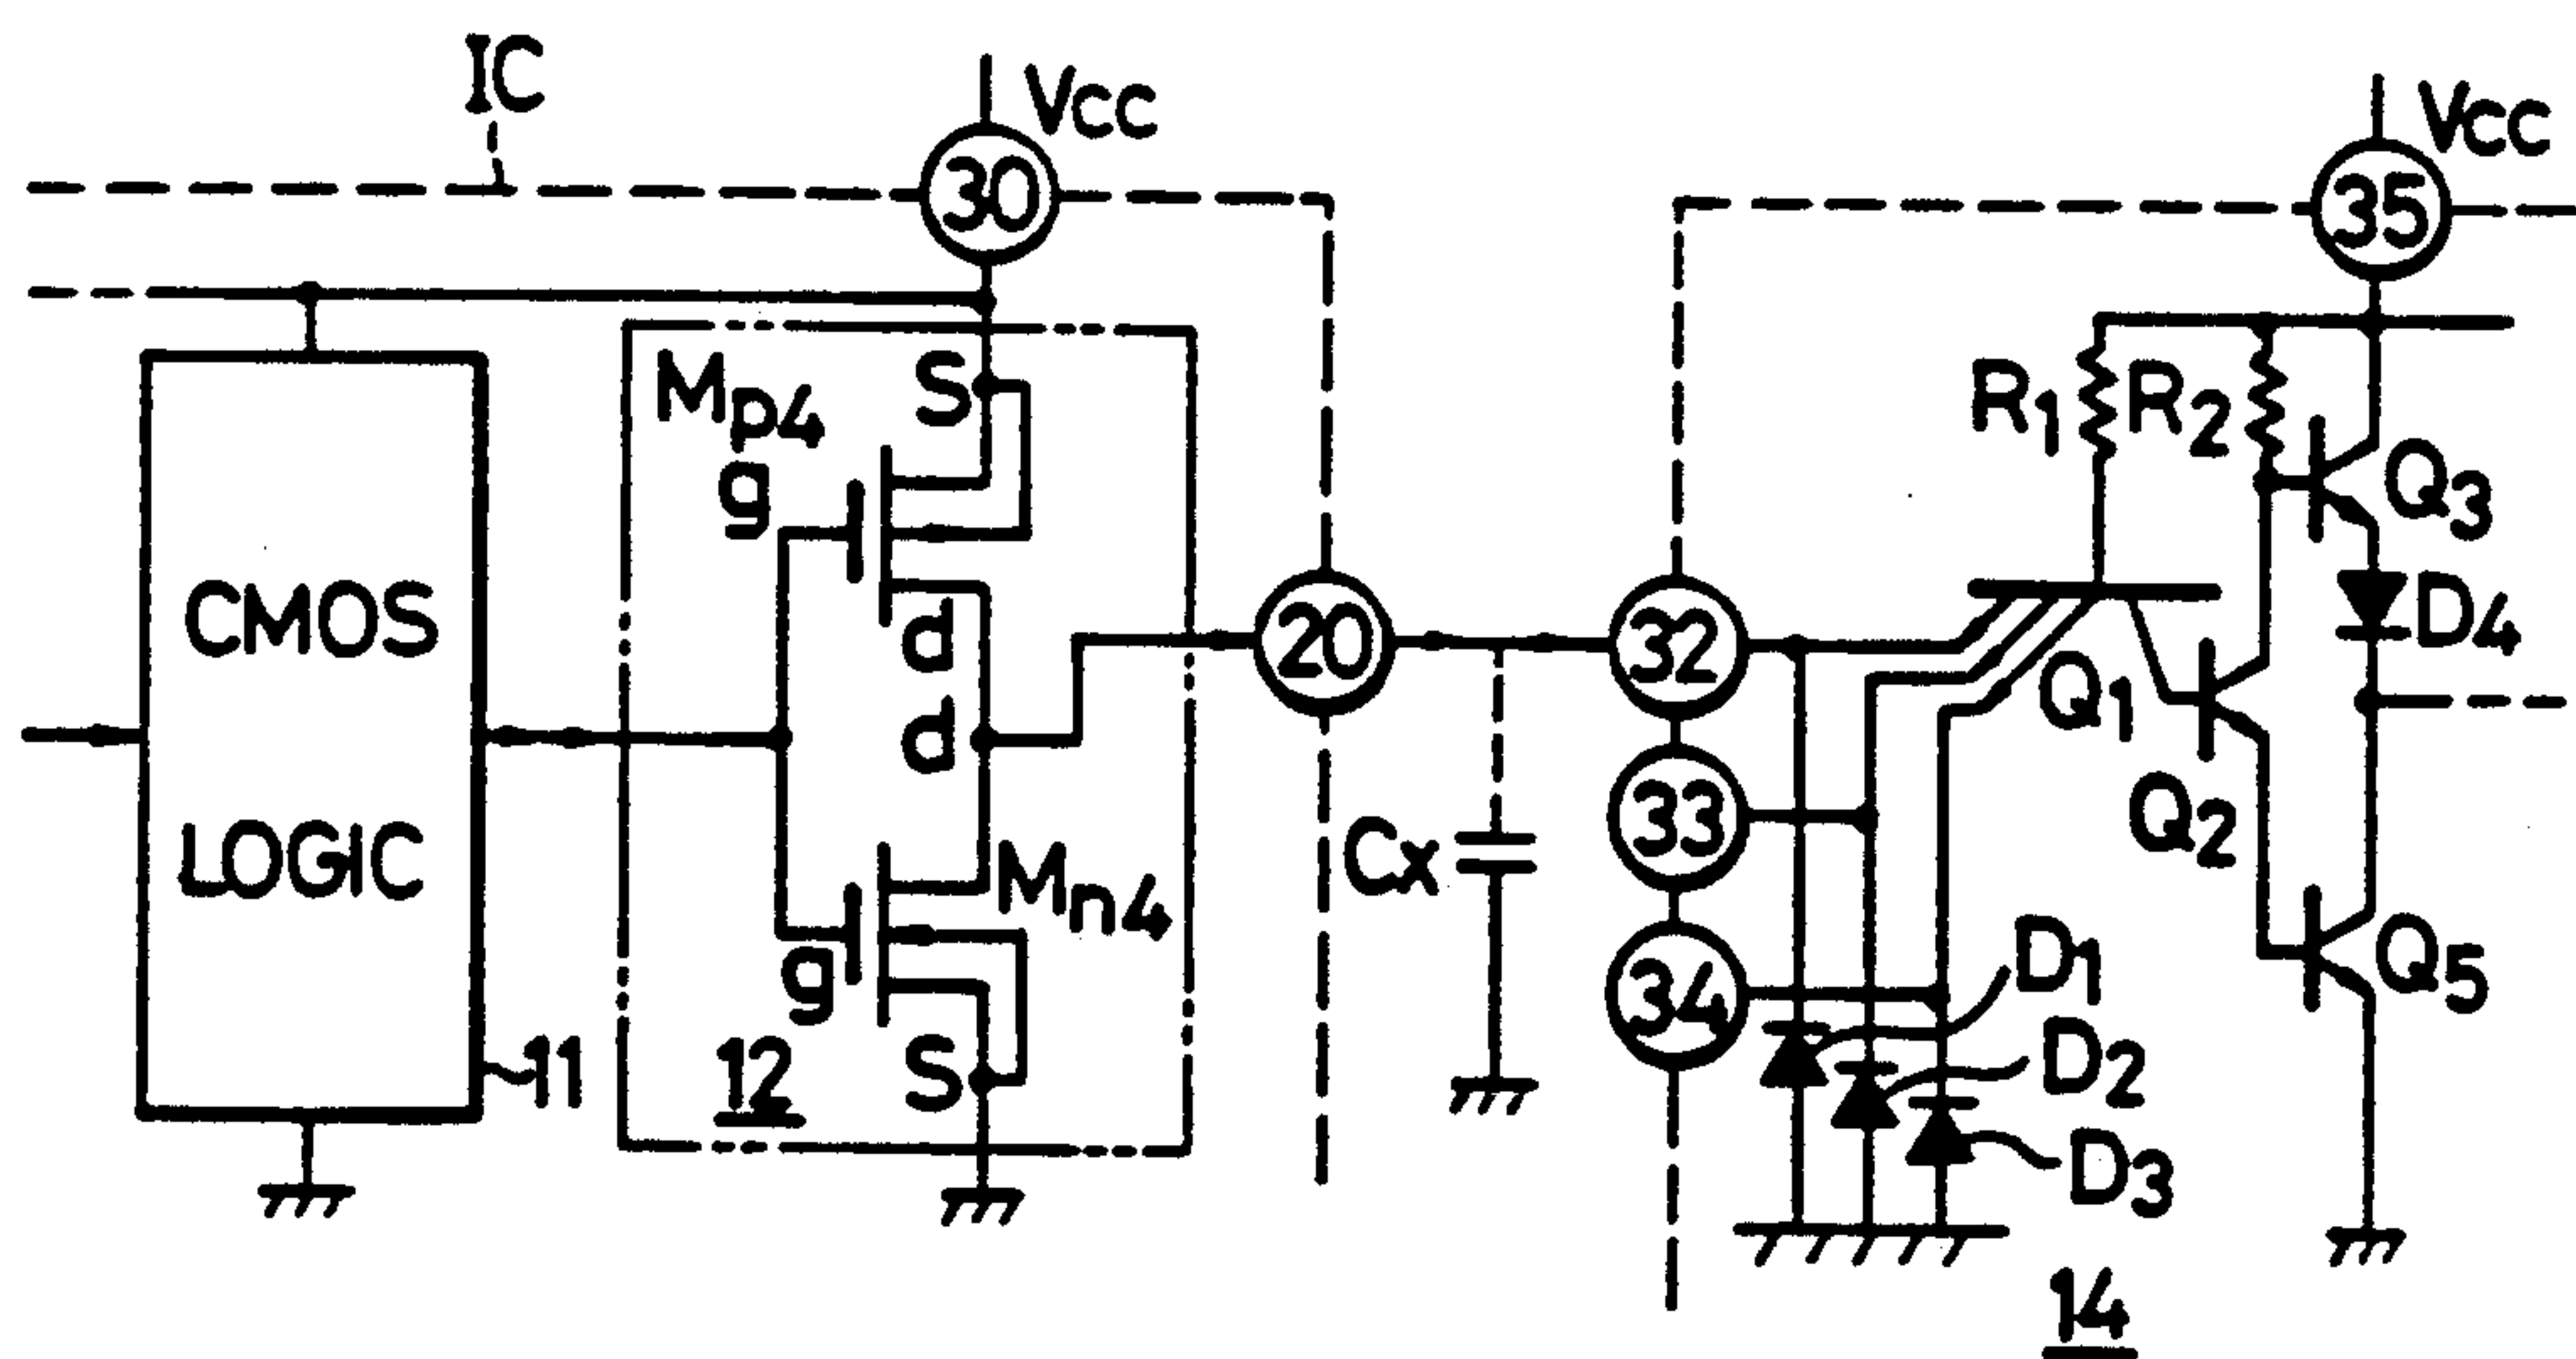 IC
Vcc
Vcc
30
35
Mp4
S
g
d
d
R1
R2
Q3
D4
CMOS
LOGIC
20
32
Q1
Q2
33
Cx
Mn4
g
S
12
11
34
D1
D2
D3
Q5
14